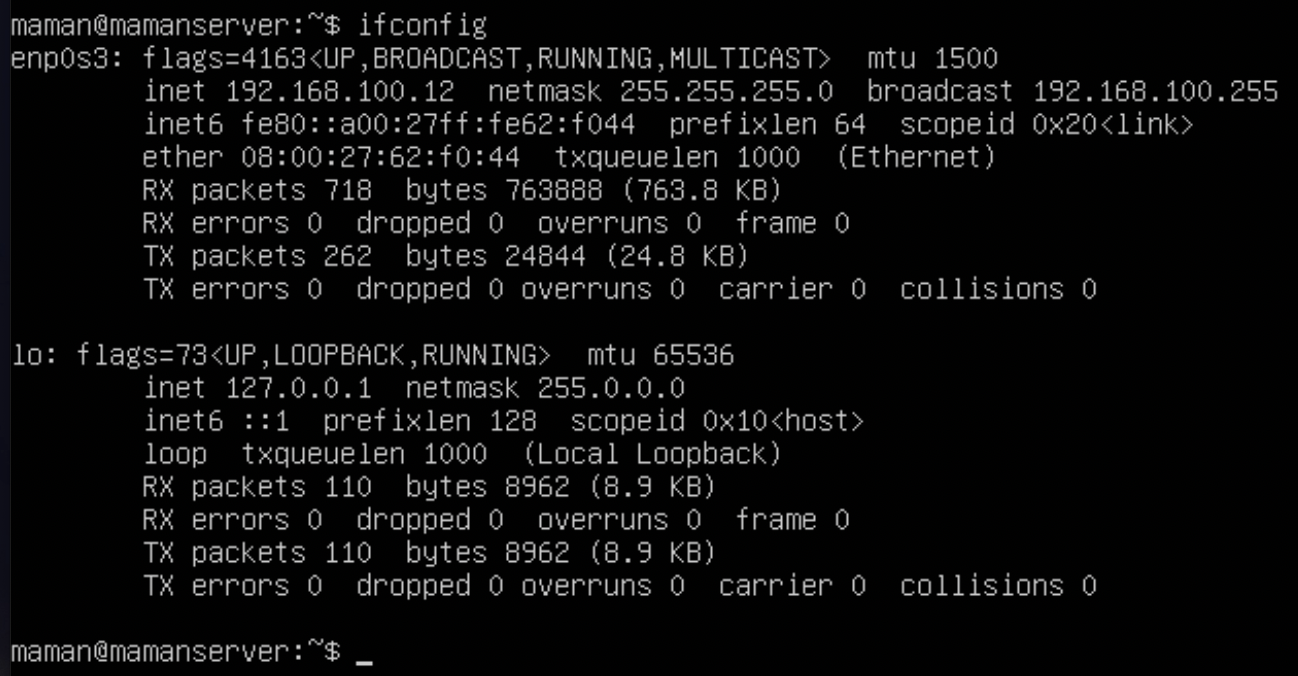 maman@mamanserver:~$ ifconfig
enp0s3: flags=4163<UP,BROADCAST,RUNNING,MULTICAST>  mtu 1500
        inet 192.168.100.12  netmask 255.255.255.0  broadcast 192.168.100.255
        inet6 fe80::a00:27ff:fe62:f044  prefixlen 64  scopeid 0x20<link>
        ether 08:00:27:62:f0:44  txqueuelen 1000  (Ethernet)
        RX packets 718  bytes 763888 (763.8 KB)
        RX errors 0  dropped 0  overruns 0  frame 0
        TX packets 262  bytes 24844 (24.8 KB)
        TX errors 0  dropped 0 overruns 0  carrier 0  collisions 0

lo: flags=73<UP,LOOPBACK,RUNNING>  mtu 65536
        inet 127.0.0.1  netmask 255.0.0.0
        inet6 ::1  prefixlen 128  scopeid 0x10<host>
        loop  txqueuelen 1000  (Local Loopback)
        RX packets 110  bytes 8962 (8.9 KB)
        RX errors 0  dropped 0  overruns 0  frame 0
        TX packets 110  bytes 8962 (8.9 KB)
        TX errors 0  dropped 0 overruns 0  carrier 0  collisions 0

maman@mamanserver:~$ _